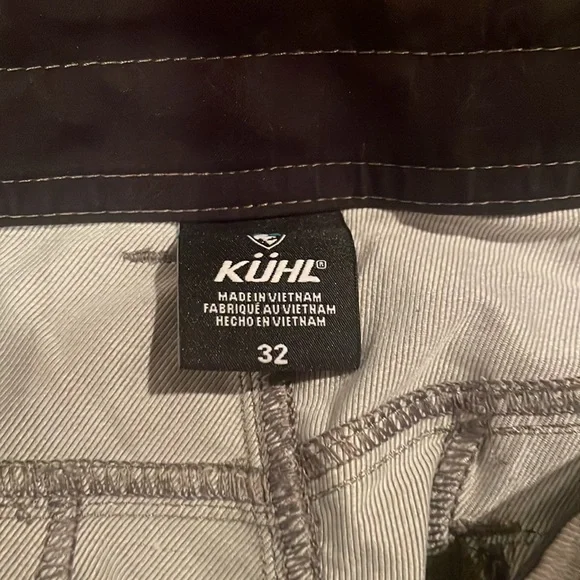 KÜHL®
MADE IN VIETNAM
FABRIQUÉ AU VIETNAM
HECHO EN VIETNAM
32